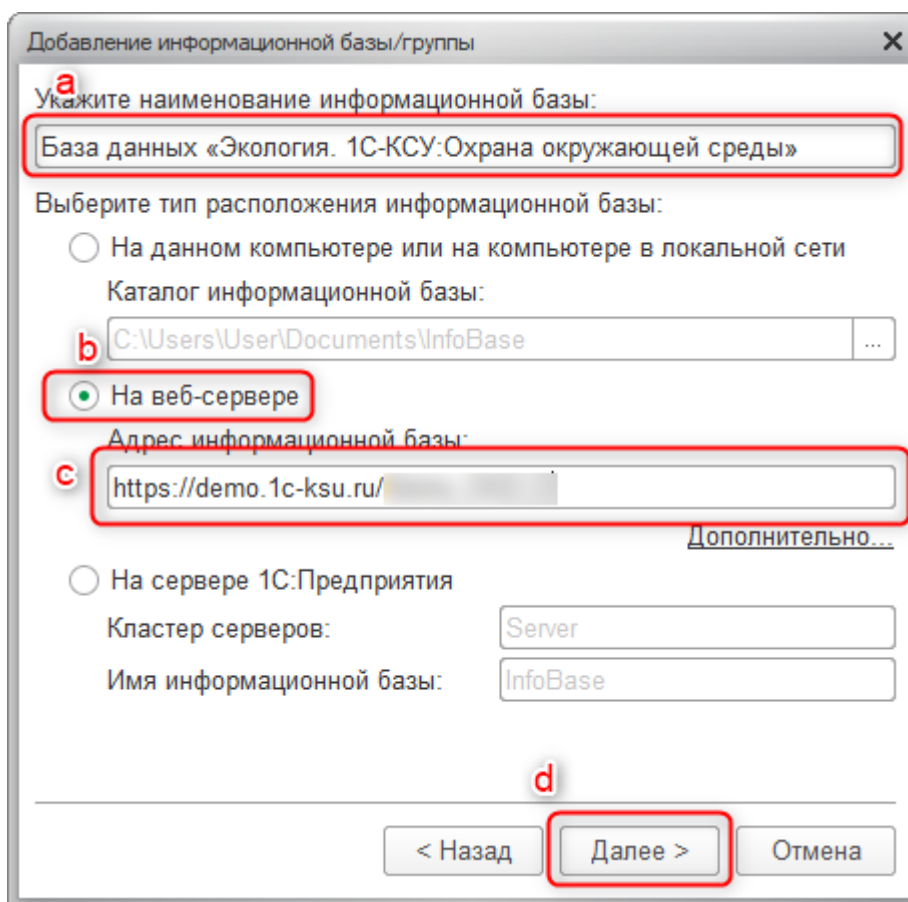 Добавление информационной базы/группы
a
Укажите наименование информационной базы:
База данных «Экология. 1С-КСУ:Охрана окружающей среды»
Выберите тип расположения информационной базы:
На данном компьютере или на компьютере в локальной сети
Каталог информационной базы:
b
C:\Users\User\Documents\InfoBase ...
На веб-сервере
Адрес информационной базы:
c
https://demo.1c-ksu.ru/
Дополнительно...
На сервере 1С:Предприятия
Кластер серверов: Server
Имя информационной базы: InfoBase
d
< Назад Далее > Отмена